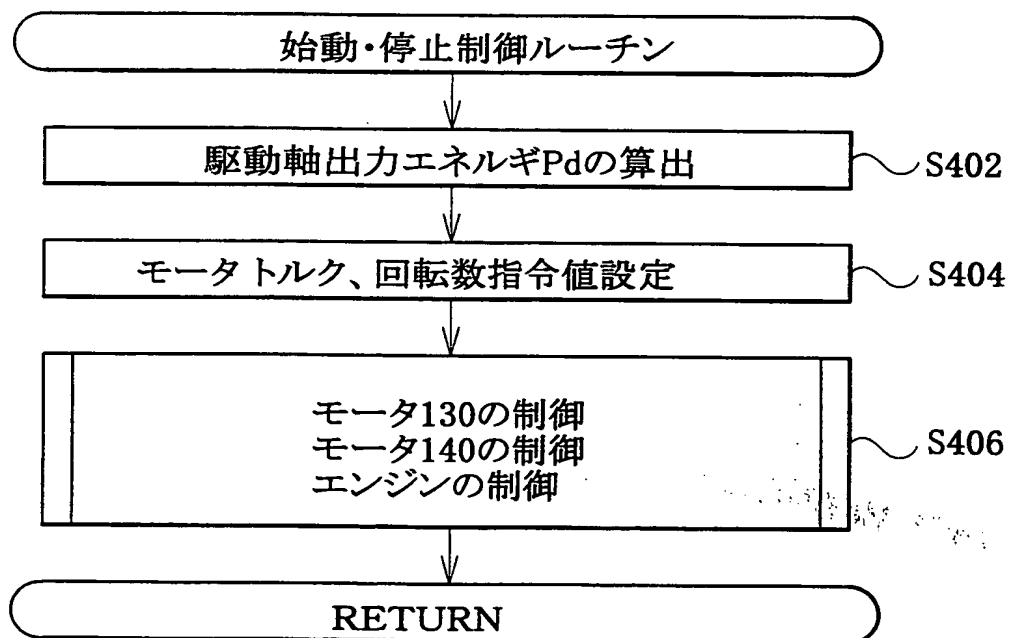 始動・停止制御ルーチン
駆動軸出力エネルギPdの算出
S402
モータトルク、回転数指令値設定
S404
モータ130の制御
モータ140の制御
エンジンの制御
S406
RETURN